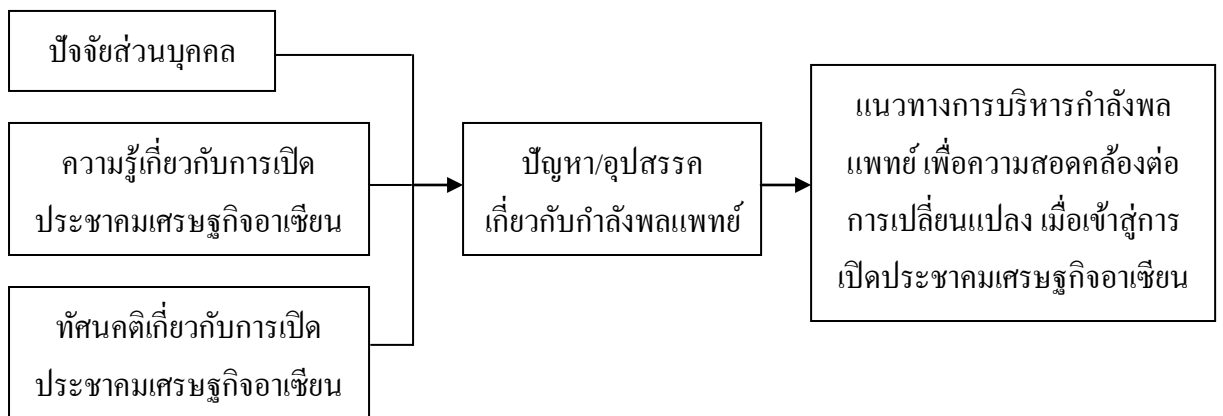 ปัจจัยส่วนบุคคล
ความรู้เกี่ยวกับการเปิด
ประชาคมเศรษฐกิจอาเซียน
ทัศนคติเกี่ยวกับการเปิด
ประชาคมเศรษฐกิจอาเซียน
ปัญหา/อุปสรรค
เกี่ยวกับกำลังพลแพทย์
แนวทางการบริหารกำลังพล
แพทย์ เพื่อความสอดคล้องต่อ
การเปลี่ยนแปลง เมื่อเข้าสู่การ
เปิดประชาคมเศรษฐกิจอาเซียน